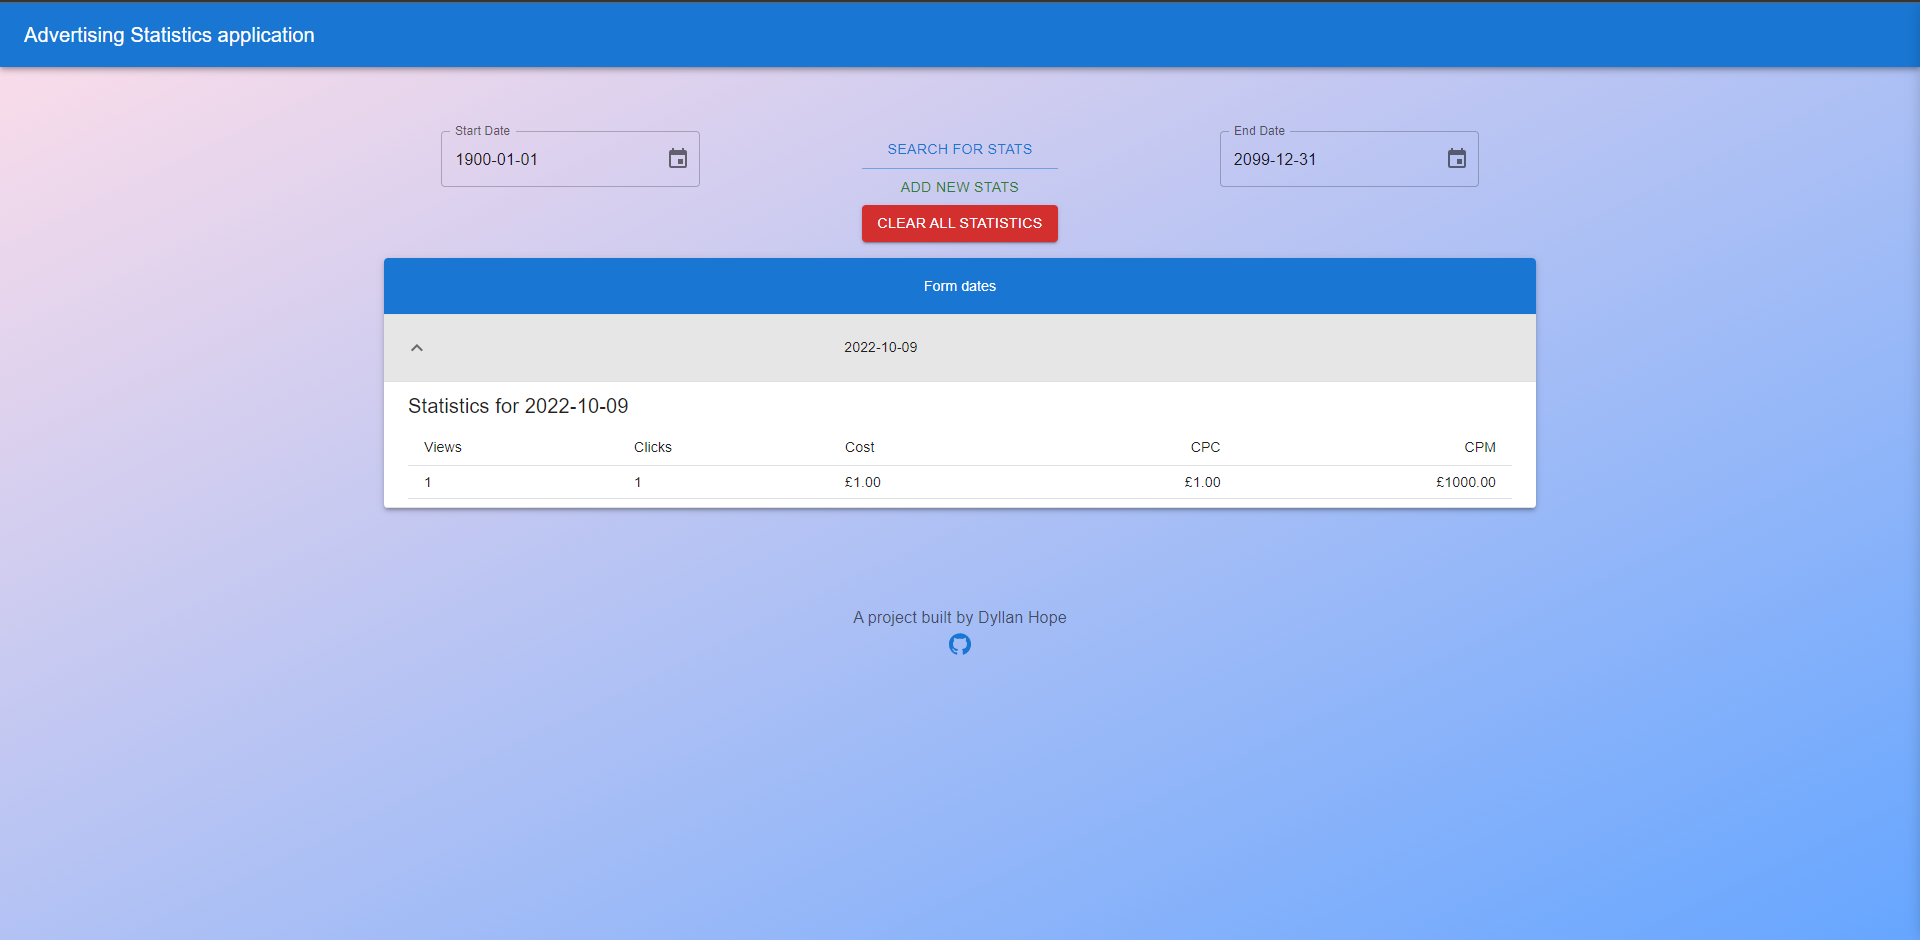 Advertising Statistics application
Start Date
1900-01-01
SEARCH FOR STATS
ADD NEW STATS
CLEAR ALL STATISTICS
End Date
2099-12-31
Form dates
2022-10-09
Statistics for 2022-10-09
Views Clicks Cost CPC CPM
1 1 £1.00 £1.00 £1000.00
A project built by Dyllan Hope